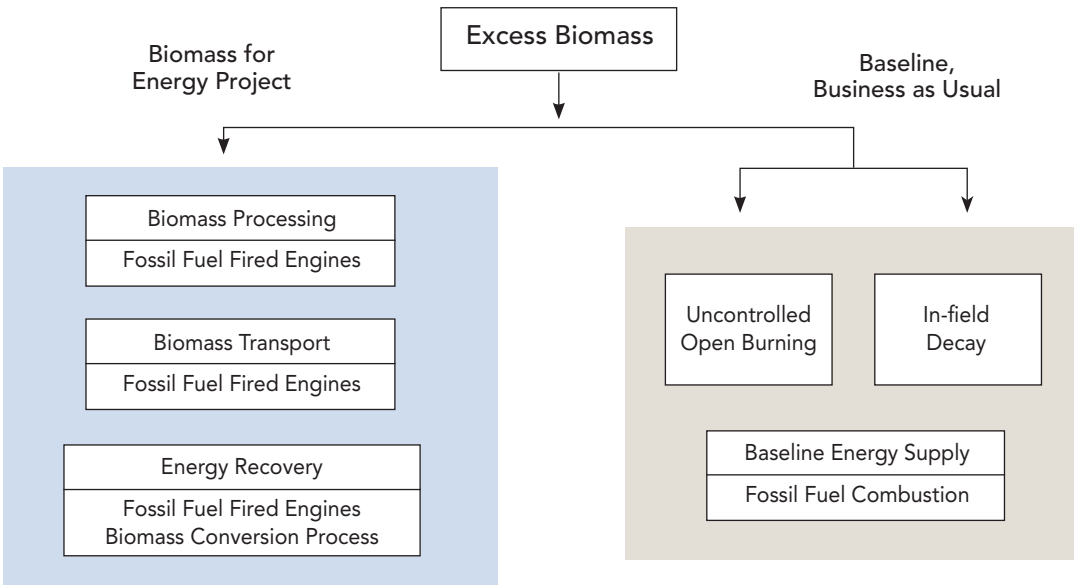 Excess Biomass
Biomass for
Energy Project
Baseline,
Business as Usual
Biomass Processing
Fossil Fuel Fired Engines
Biomass Transport
Fossil Fuel Fired Engines
Energy Recovery
Fossil Fuel Fired Engines
Biomass Conversion Process
Uncontrolled
Open Burning
In-field
Decay
Baseline Energy Supply
Fossil Fuel Combustion